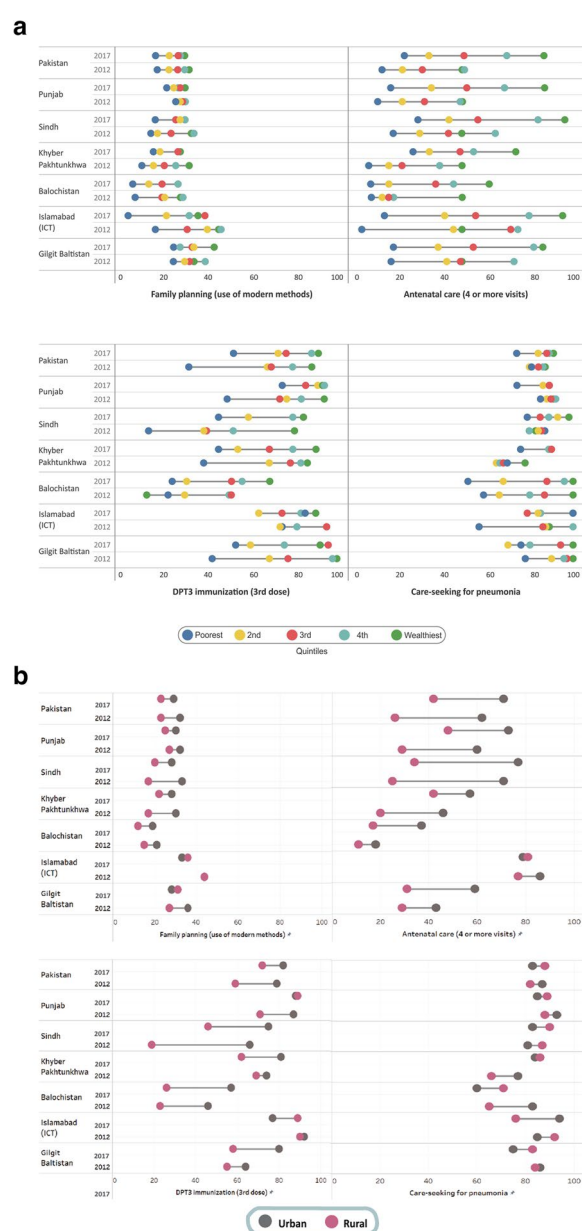 a
Pakistan 2017
2012
Punjab 2017
2012
Sindh 2017
2012
Khyber 2017
Pakhtunkhwa 2012
Balochistan 2017
2012
Islamabad 2017
(ICT) 2012
Gilgit Baltistan 2017
2012
0 20 40 60 80 100 0 20 40 60 80 100
Family planning (use of modern methods) Antenatal care (4 or more visits)
Pakistan 2017
2012
Punjab 2017
2012
Sindh 2017
2012
Khyber 2017
Pakhtunkhwa 2012
Balochistan 2017
2012
Islamabad 2017
(ICT) 2012
Gilgit Baltistan 2017
2012
0 20 40 60 80 100 0 20 40 60 80 100
DPT3 immunization (3rd dose) Care-seeking for pneumonia
Poorest 2nd 3rd 4th Wealthiest
Quintiles
b
Pakistan 2017
2012
Punjab 2017
2012
Sindh 2017
2012
Khyber 2017
Pakhtunkhwa 2012
Balochistan 2017
2012
Islamabad 2017
(ICT) 2012
Gilgit 2017
Baltistan 2012
0 20 40 60 80 100 0 20 40 60 80 100
Family planning (use of modern methods) Antenatal care (4 or more visits)
Pakistan 2017
2012
Punjab 2017
2012
Sindh 2017
2012
Khyber 2017
Pakhtunkhwa 2012
Balochistan 2017
2012
Islamabad 2017
(ICT) 2012
Gilgit 2017
Baltistan 2012
0 20 40 60 80 100 0 20 40 60 80 100
2017 DPT3 Immunization (3rd dose) Care-seeking for pneumonia
Urban Rural